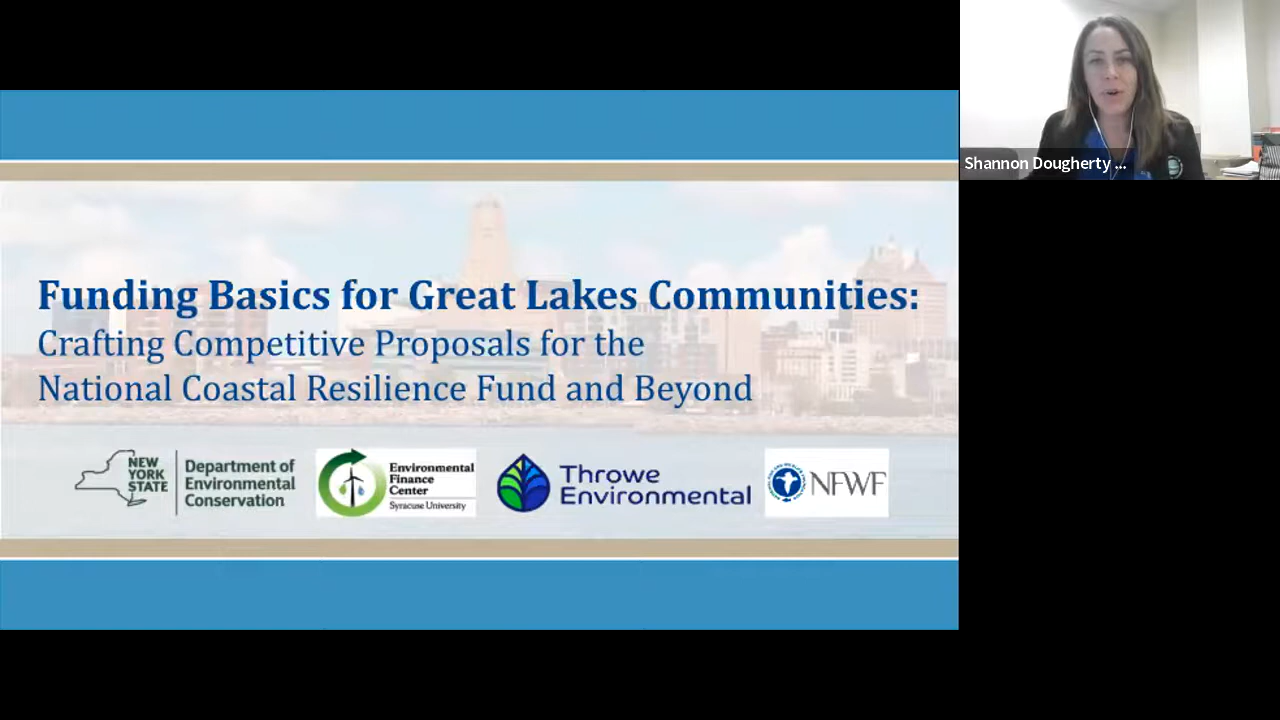 Shannon Dougherty ...
Funding Basics for Great Lakes Communities:
Crafting Competitive Proposals for the
National Coastal Resilience Fund and Beyond
NEW
YORK
STATE
Department of
Environmental
Conservation
Environmental
Finance
Center
Syracuse University
Throwe
Environmental
NFWF